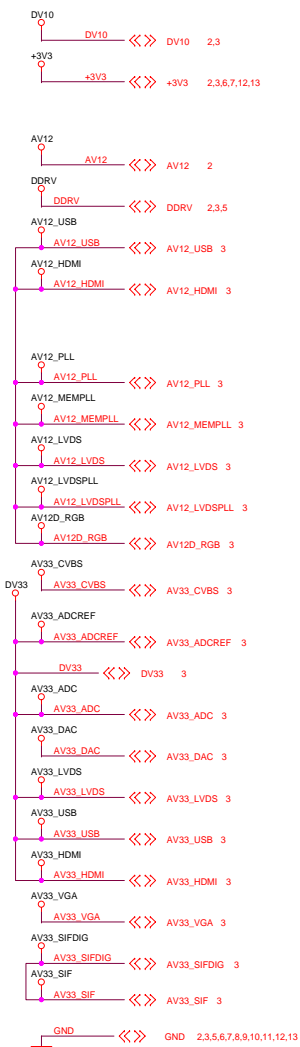 DV10
DV10 DV10 2,3
+3V3
+3V3 +3V3 2,3,6,7,12,13
AV12
AV12 AV12 2
DDRV
DDRV DDRV 2,3,5
AV12_USB
AV12_USB AV12_USB 3
AV12_HDMI
AV12_HDMI AV12_HDMI 3
AV12_PLL
AV12_PLL AV12_PLL 3
AV12_MEMPLL
AV12_MEMPLL AV12_MEMPLL 3
AV12_LVDS
AV12_LVDS AV12_LVDS 3
AV12_LVDSPLL
AV12_LVDSPLL AV12_LVDSPLL 3
AV12D_RGB
AV12D_RGB AV12D_RGB 3
AV33_CVBS
DV33 AV33_CVBS AV33_CVBS 3
AV33_ADCREF
AV33_ADCREF AV33_ADCREF 3
DV33 DV33 3
AV33_ADC
AV33_ADC AV33_ADC 3
AV33_DAC
AV33_DAC AV33_DAC 3
AV33_LVDS
AV33_LVDS AV33_LVDS 3
AV33_USB
AV33_USB AV33_USB 3
AV33_HDMI
AV33_HDMI AV33_HDMI 3
AV33_VGA
AV33_VGA AV33_VGA 3
AV33_SIFDIG
AV33_SIFDIG AV33_SIFDIG 3
AV33_SIF
AV33_SIF AV33_SIF 3
GND GND 2,3,5,6,7,8,9,10,11,12,13